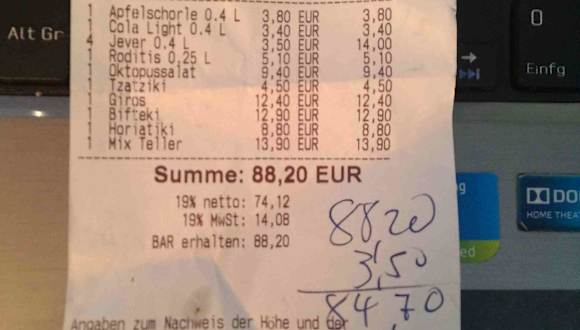 Alt Gr
0
Einfg
1 Apfelschorle 0.4 L 3,80 EUR 3,80
1 Cola Light 0.4 L 3,40 EUR 3,40
4 Jever 0.4 L 3,50 EUR 14,00
1 Roditis 0,25 L 5,10 EUR 5,10
1 Oktopussalat 9,40 EUR 9,40
1 Tzatziki 4,50 EUR 4,50
1 Giros 12,40 EUR 12,40
1 Bifteki 12,90 EUR 12,90
1 Horiatiki 8,80 EUR 8,80
1 Mix Teller 13,90 EUR 13,90
Summe: 88,20 EUR
19% netto: 74,12
19% MwSt: 14,08
BAR erhalten: 88,20
8820
3,50
8470
Angaben zum Nachweis der Höhe und der
DO
HOME THEA
ed